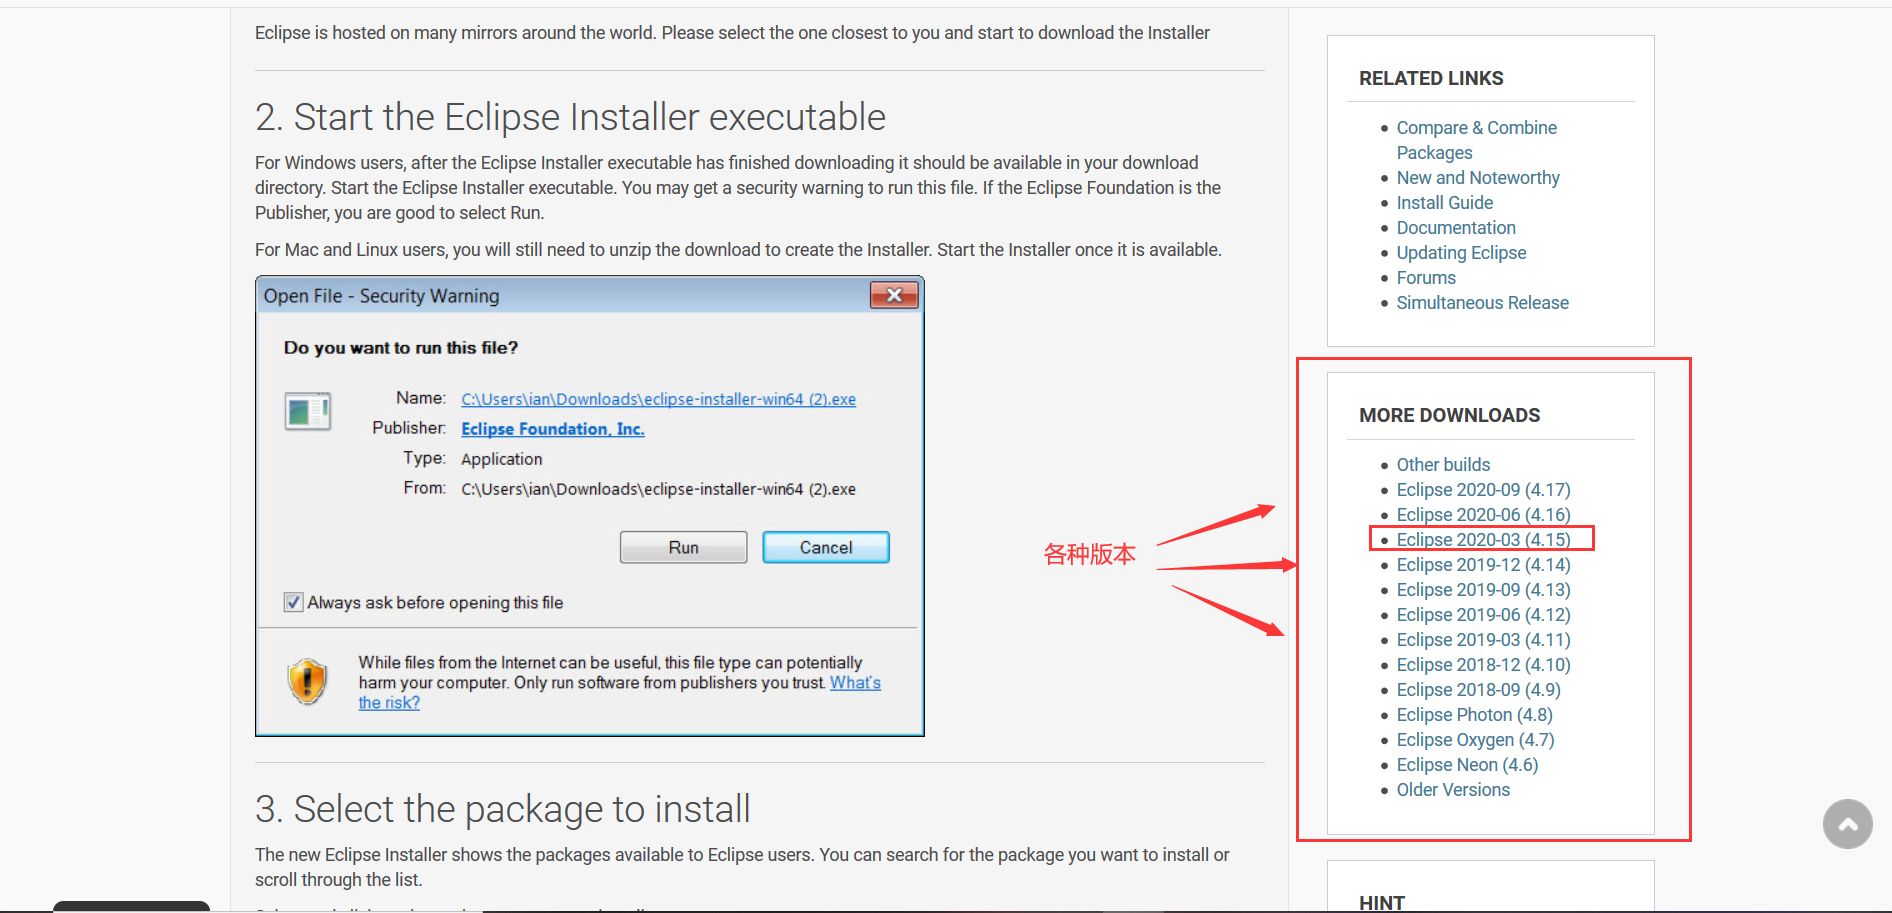 Eclipse is hosted on many mirrors around the world. Please select the one closest to you and start to download the Installer
2. Start the Eclipse Installer executable
For Windows users, after the Eclipse Installer executable has finished downloading it should be available in your download
directory. Start the Eclipse Installer executable. You may get a security warning to run this file. If the Eclipse Foundation is the
Publisher, you are good to select Run.
For Mac and Linux users, you will still need to unzip the download to create the Installer. Start the Installer once it is available.
Open File - Security Warning
Do you want to run this file?
Name: C:\Users\ian\Downloads\eclipse-installer-win64 (2).exe
Publisher: Eclipse Foundation, Inc.
Type: Application
From: C:\Users\ian\Downloads\eclipse-installer-win64 (2).exe
Run Cancel
Always ask before opening this file
While files from the Internet can be useful, this file type can potentially
harm your computer. Only run software from publishers you trust. What's
the risk?
各种版本
3. Select the package to install
The new Eclipse Installer shows the packages available to Eclipse users. You can search for the package you want to install or
scroll through the list.
RELATED LINKS
Compare & Combine
Packages
New and Noteworthy
Install Guide
Documentation
Updating Eclipse
Forums
Simultaneous Release
MORE DOWNLOADS
Other builds
Eclipse 2020-09 (4.17)
Eclipse 2020-06 (4.16)
Eclipse 2020-03 (4.15)
Eclipse 2019-12 (4.14)
Eclipse 2019-09 (4.13)
Eclipse 2019-06 (4.12)
Eclipse 2019-03 (4.11)
Eclipse 2018-12 (4.10)
Eclipse 2018-09 (4.9)
Eclipse Photon (4.8)
Eclipse Oxygen (4.7)
Eclipse Neon (4.6)
Older Versions
HINT